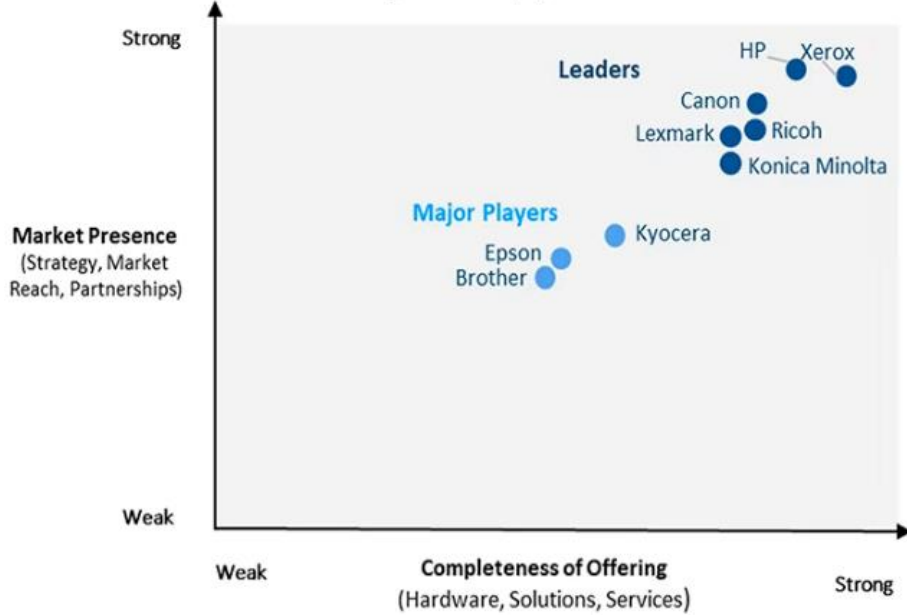 Strong
HP
Xerox
Leaders
Canon
Lexmark
Ricoh
Konica Minolta
Major Players
Market Presence
(Strategy, Market
Reach, Partnerships)
Kyocera
Epson
Brother
Weak
Weak
Completeness of Offering
Strong
(Hardware, Solutions, Services)